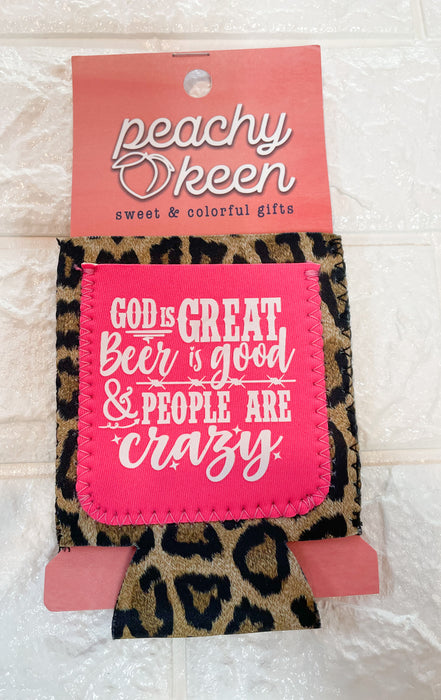 peachy
keen
sweet & colorful gifts
GOD IS GREAT
Beer is good
& PEOPLE ARE
crazy